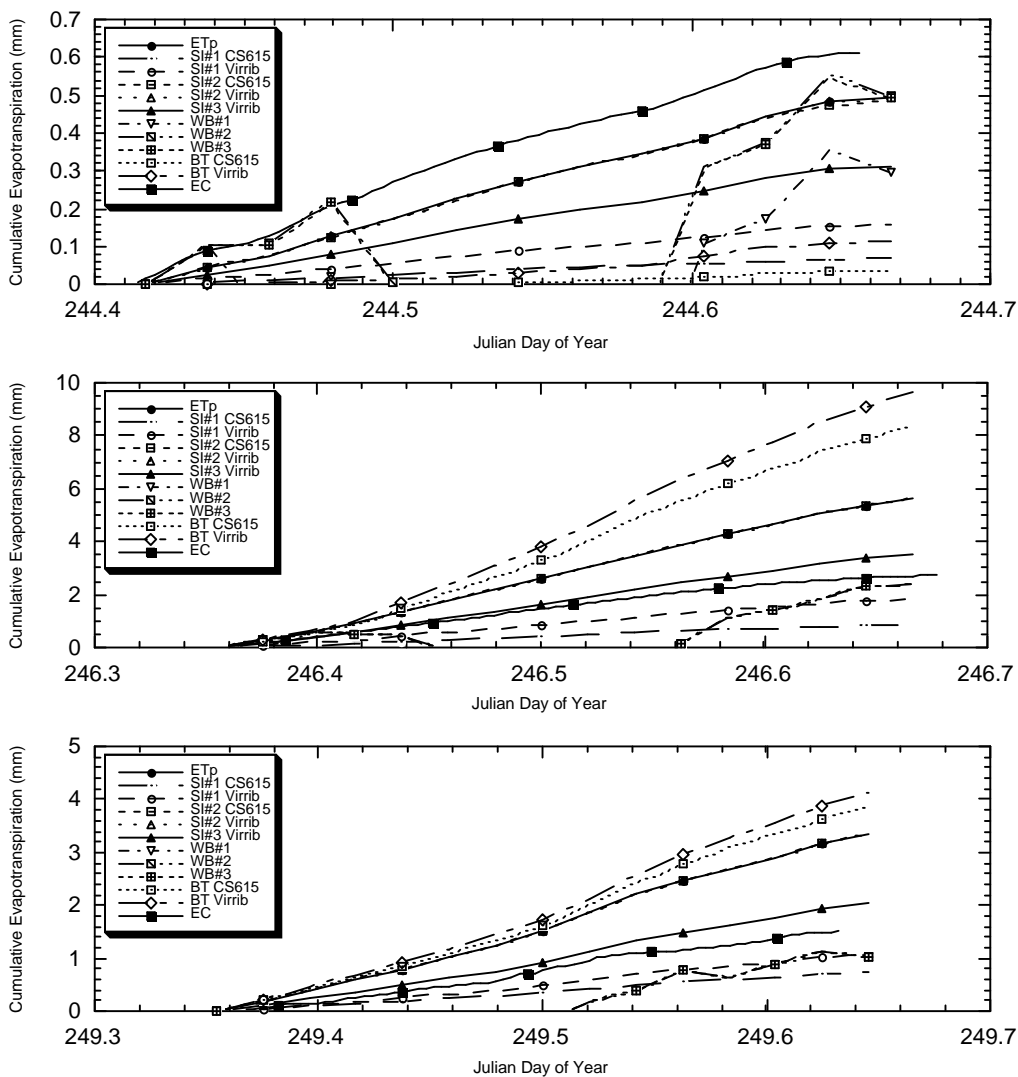 Cumulative Evapotranspiration (mm)
0.7
0.6
0.5
0.4
0.3
0.2
0.1
0
ETp
SI#1 CS615
SI#1 Virrib
SI#2 CS615
SI#2 Virrib
SI#3 Virrib
WB#1
WB#2
WB#3
BT CS615
BT Virrib
EC
244.4
244.5
244.6
244.7
Julian Day of Year
Cumulative Evapotranspiration (mm)
10
8
6
4
2
0
ETp
SI#1 CS615
SI#1 Virrib
SI#2 CS615
SI#2 Virrib
SI#3 Virrib
WB#1
WB#2
WB#3
BT CS615
BT Virrib
EC
246.3
246.4
246.5
246.6
246.7
Julian Day of Year
Cumulative Evapotranspiration (mm)
5
4
3
2
1
0
ETp
SI#1 CS615
SI#1 Virrib
SI#2 CS615
SI#2 Virrib
SI#3 Virrib
WB#1
WB#2
WB#3
BT CS615
BT Virrib
EC
249.3
249.4
249.5
249.6
249.7
Julian Day of Year